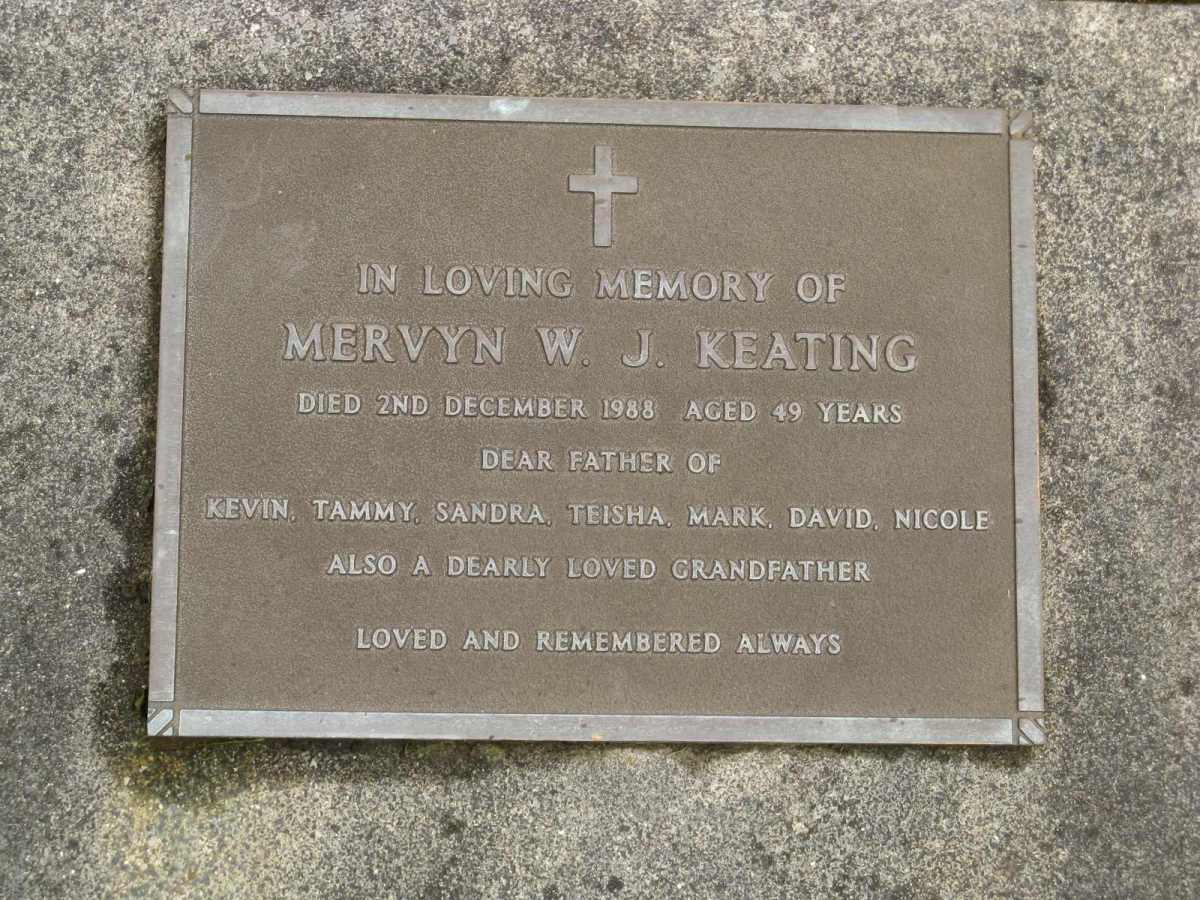 IN LOVING MEMORY OF
MERVYN W. J. KEATING
DIED 2ND DECEMBER 1988 AGED 49 YEARS
DEAR FATHER OF
KEVIN, TAMMY, SANDRA, TEISHA, MARK, DAVID, NICOLE
ALSO A DEARLY LOVED GRANDFATHER
LOVED AND REMEMBERED ALWAYS